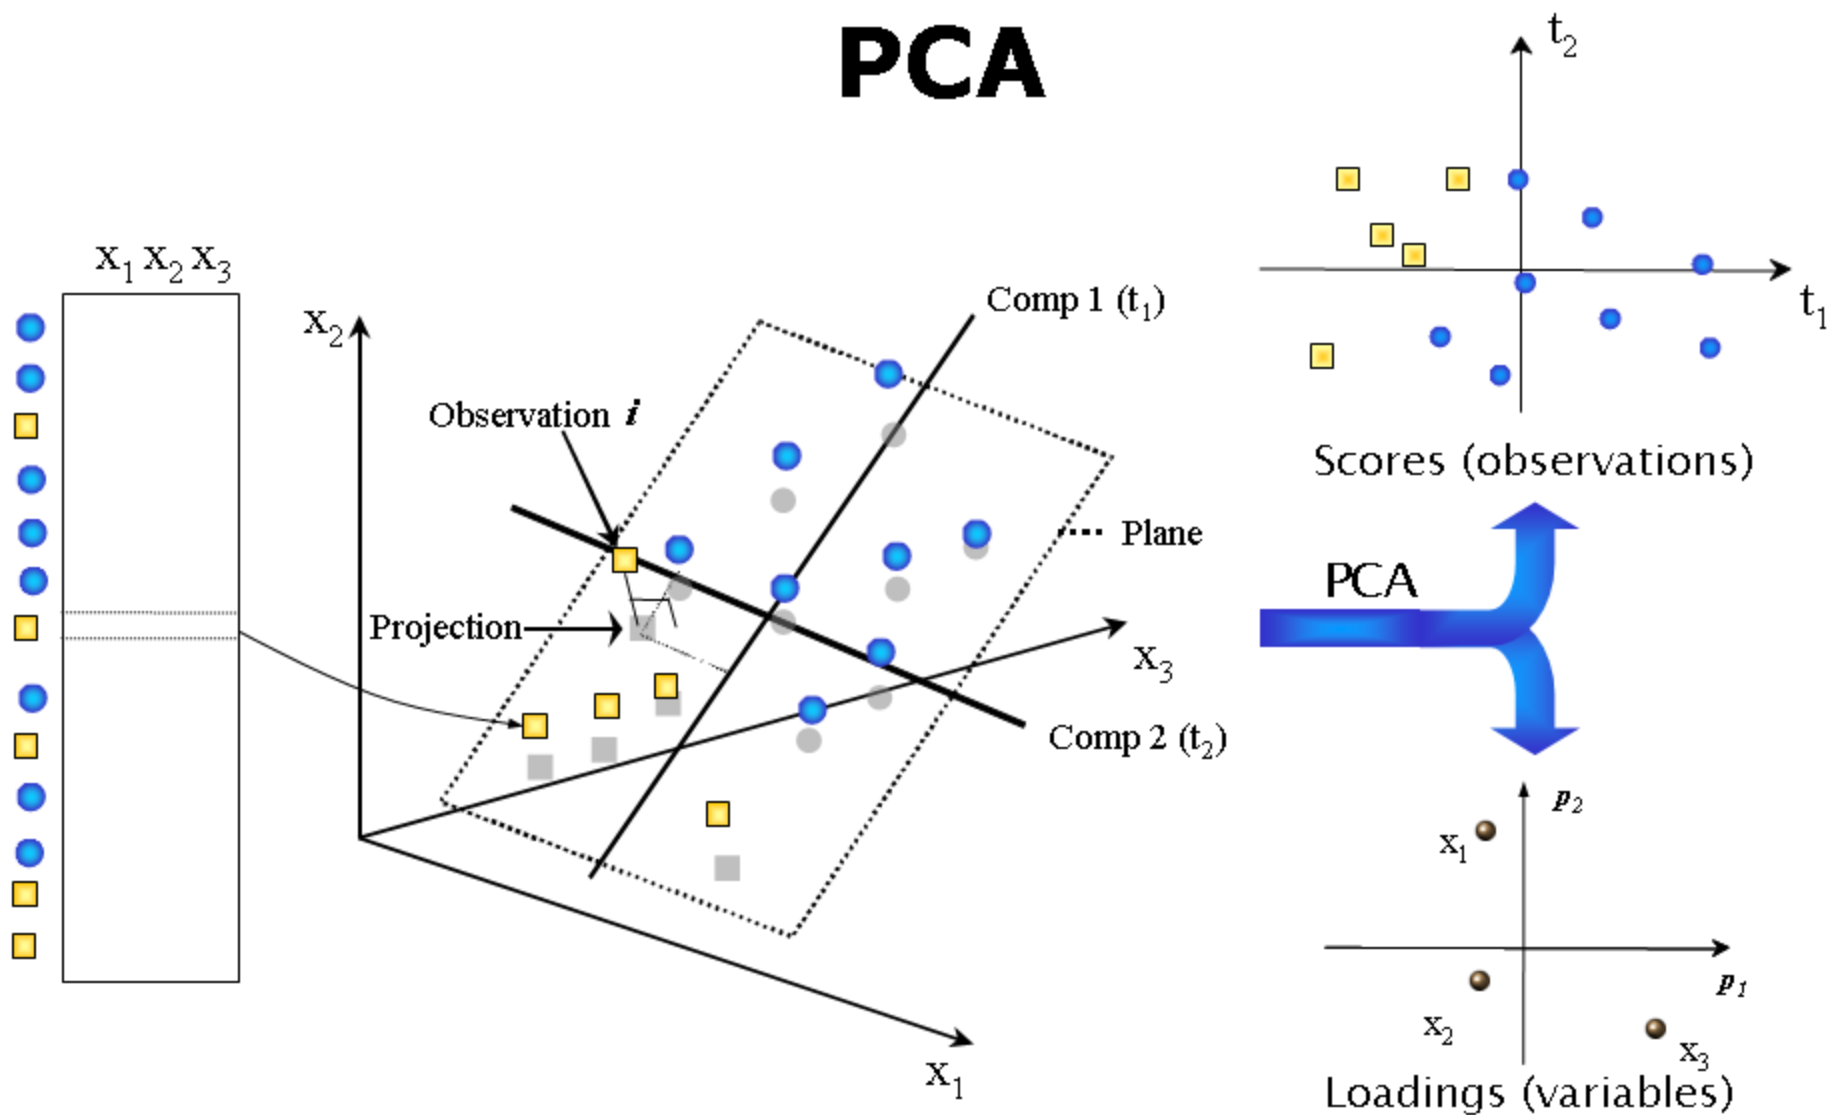 PCA
x1 x2 x3
x2
Observation i
Projection
Comp 1 (t1)
Plane
x3
Comp 2 (t2)
x1
t2
t1
Scores (observations)
PCA
p2
x1
p1
x2
x3
Loadings (variables)